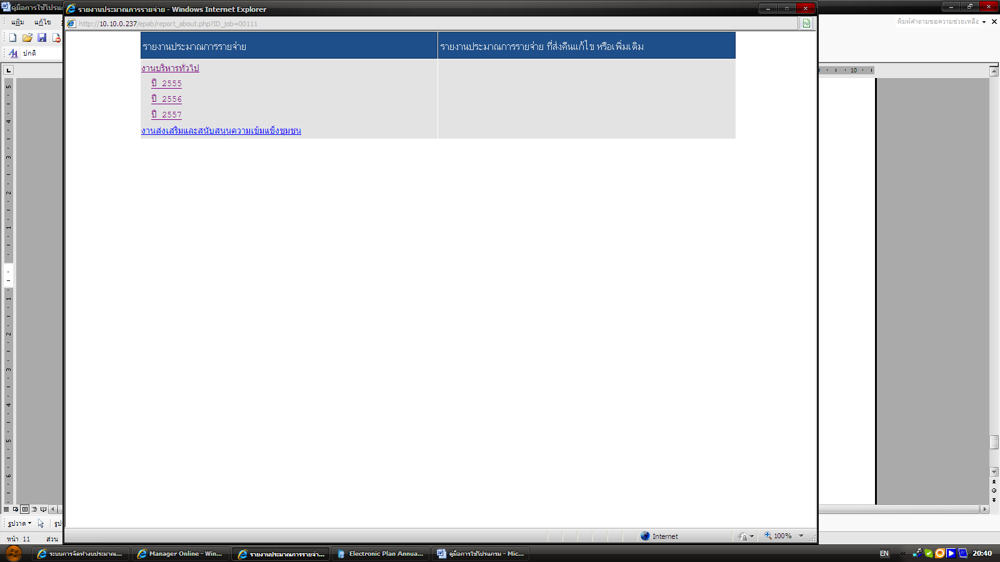 คู่มือการใช้โปรแ
รายงานประมาณการรายจ่าย - Windows Internet Explorer
http://10.10.0.237/epab/report_about.php?ID_job=00111
แฟ้ม แก้ไข
พิมพ์คำถามขอความช่วยเหลือ
ปกติ
รายงานประมาณการรายจ่าย
รายงานประมาณการรายจ่าย ที่ส่งคืนแก้ไข หรือเพิ่มเติม
งานบริหารทั่วไป
ปี 2555
ปี 2556
ปี 2557
งานส่งเสริมและสนับสนุนความเข้มแข็งชุมชน
10
5
4
3
2
1
1
2
3
4
5
6
รูปวาด รูป
หน้า 11 ส่วน
Internet 100%
ระบบการจัดทำงบประมาณ...
Manager Online - Win...
รายงานประมาณการรายจ่า...
Electronic Plan Annua...
คู่มือการใช้โปรแกรม - Mic...
EN 20:40